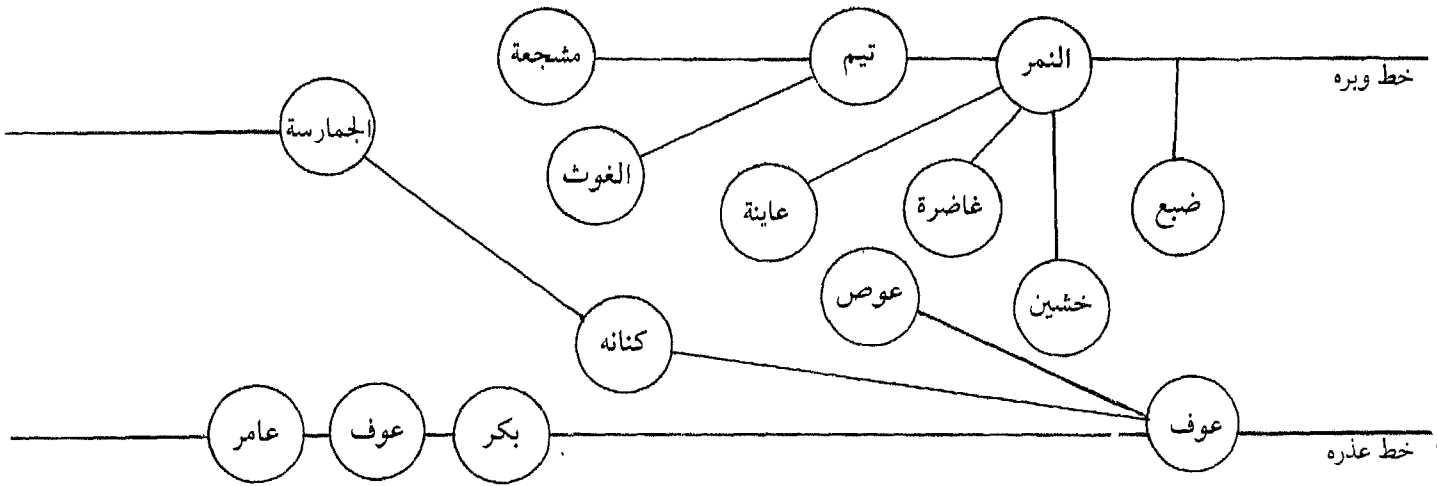 خط وبره
النمر
تيم
مشجعة
الجمارسة
ضبع
غاضرة
عاينة
الغوث
خشين
عوص
كنانه
خط عذره
عوف
بكر
عوف
عامر